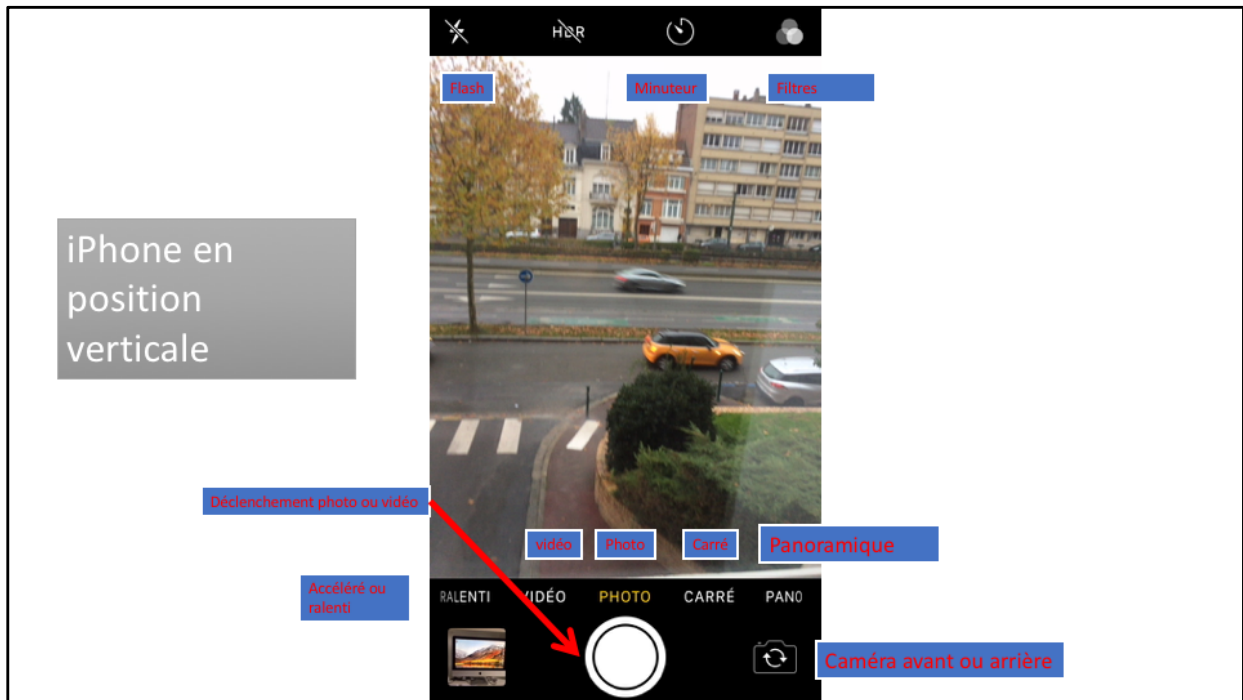 HDR
Flash
Minuteur
Filtres
iPhone en
position
verticale
Déclenchement photo ou vidéo
vidéo
Photo
Carré
Panoramique
Accéléré ou
ralenti
RALENTI
VIDÉO
PHOTO
CARRÉ
PANO
Caméra avant ou arrière